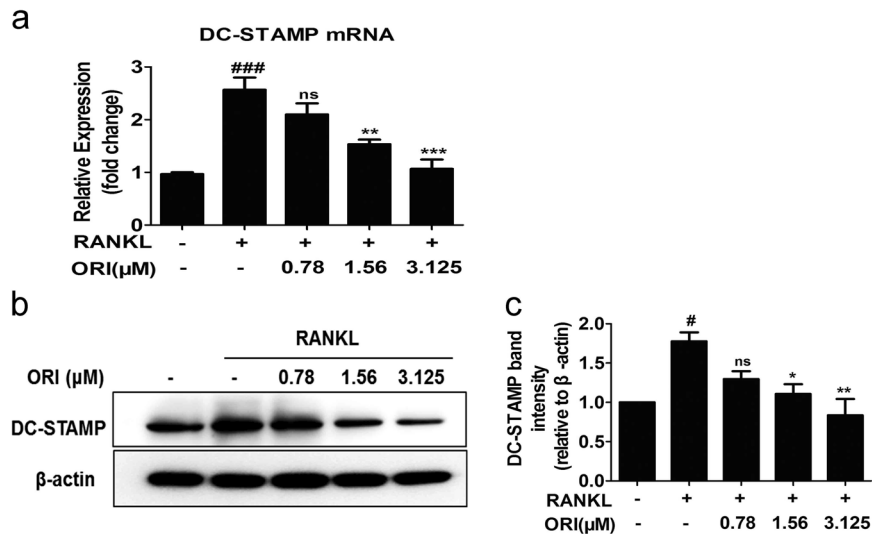 a
DC-STAMP mRNA
Relative Expression
(fold change)
3
2
1
0
###
ns
**
***
RANKL - + + + +
ORI(μM) - - 0.78 1.56 3.125
b
RANKL
ORI (μM) - - 0.78 1.56 3.125
DC-STAMP
β-actin
c
DC-STAMP band
intensity
(relative to β -actin)
2.0
1.5
1.0
0.5
0.0
#
ns
*
**
RANKL - + + + +
ORI(μM) - - 0.78 1.56 3.125